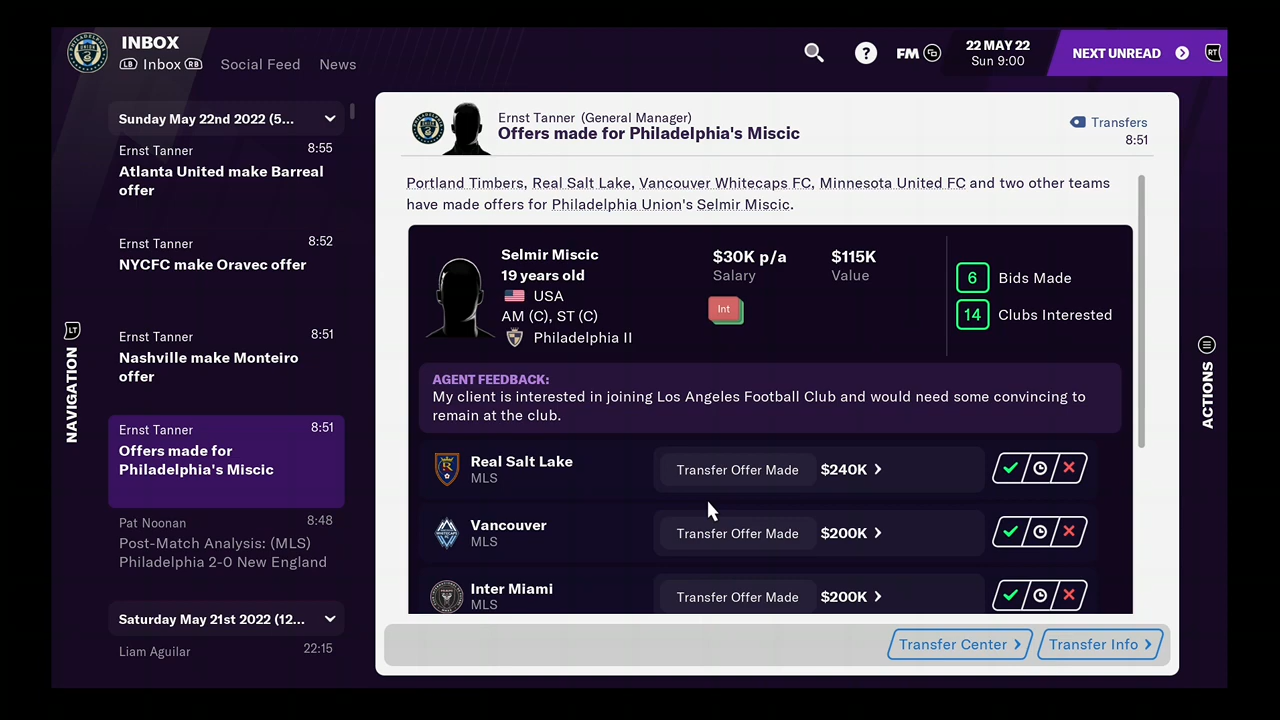 INBOX
LB Inbox RB Social Feed News
?
FM
22 MAY 22
Sun 9:00
NEXT UNREAD
RT
LT
NAVIGATION
Sunday May 22nd 2022 (5...
Ernst Tanner 8:55
Atlanta United make Barreal
offer
Ernst Tanner 8:52
NYCFC make Oravec offer
Ernst Tanner 8:51
Nashville make Monteiro
offer
Ernst Tanner 8:51
Offers made for
Philadelphia's Miscic
Pat Noonan 8:48
Post-Match Analysis: (MLS)
Philadelphia 2-0 New England
Saturday May 21st 2022 (12...
Liam Aguilar 22:15
Ernst Tanner (General Manager)
Offers made for Philadelphia's Miscic
Transfers
8:51
Portland Timbers, Real Salt Lake, Vancouver Whitecaps FC, Minnesota United FC and two other teams
have made offers for Philadelphia Union's Selmir Miscic.
Selmir Miscic
19 years old
USA
AM (C), ST (C)
Philadelphia II
$30K p/a
Salary
Int
$115K
Value
6 Bids Made
14 Clubs Interested
AGENT FEEDBACK:
My client is interested in joining Los Angeles Football Club and would need some convincing to
remain at the club.
Real Salt Lake
MLS
Transfer Offer Made $240K
Vancouver
MLS
Transfer Offer Made $200K
Inter Miami
MLS
Transfer Offer Made $200K
Transfer Center
Transfer Info
ACTIONS